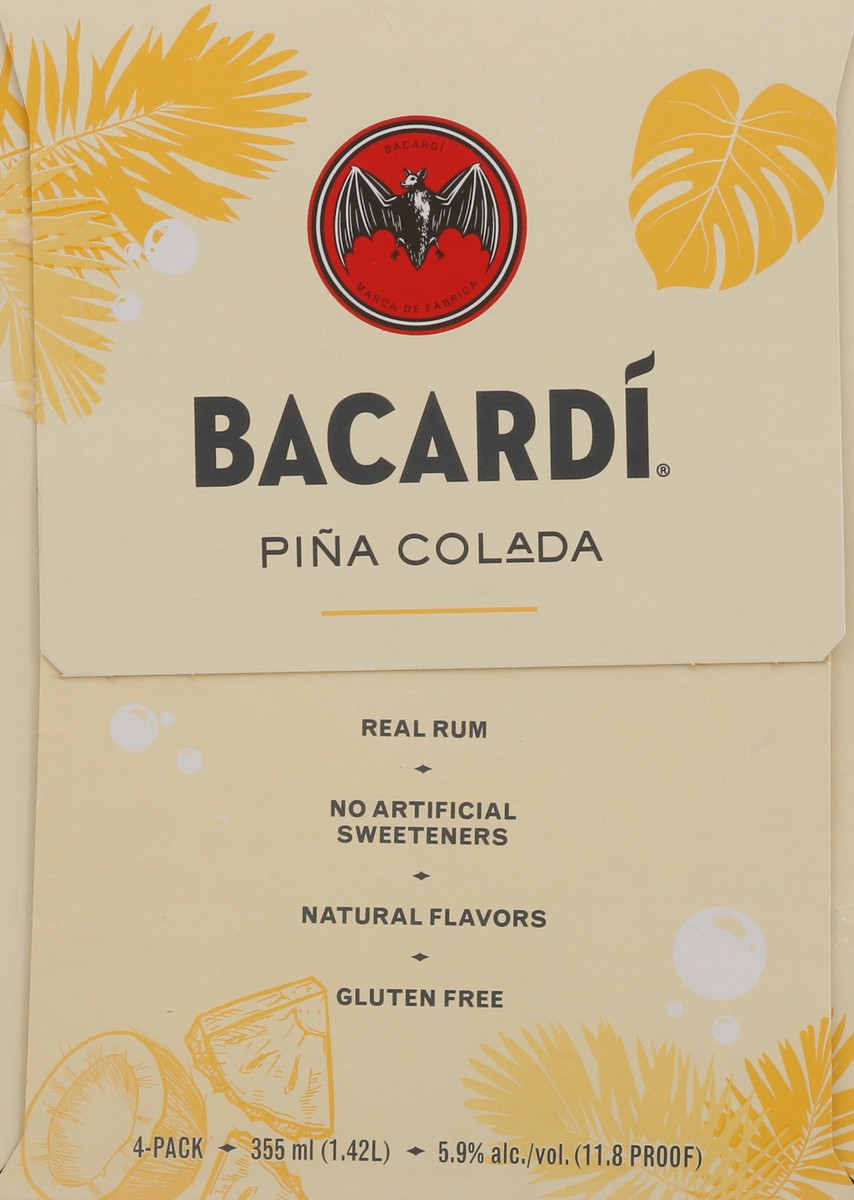 BACARDÍ
MARCA DE FÁBRICA
BACARDÍ®
PIÑA COLADA
REAL RUM
NO ARTIFICIAL
SWEETENERS
NATURAL FLAVORS
GLUTEN FREE
4-PACK ✦ 355 ml (1.42L) ✦ 5.9% alc./vol. (11.8 PROOF)